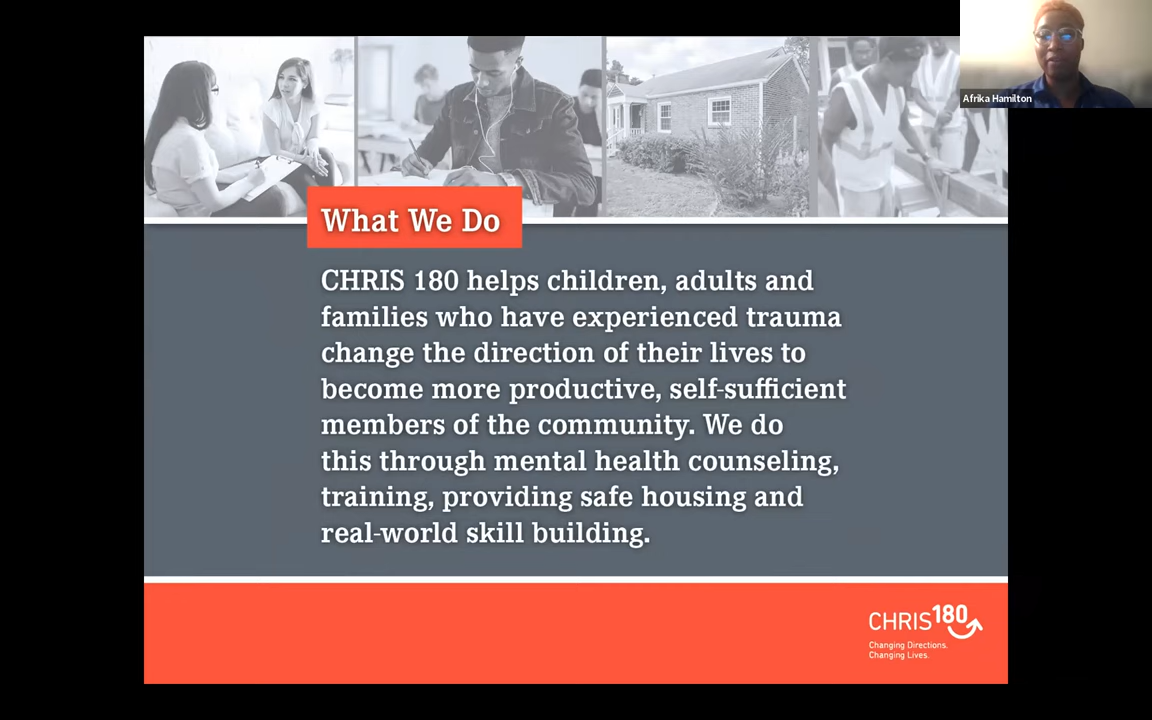 Afrika Hamilton
What We Do
CHRIS 180 helps children, adults and
families who have experienced trauma
change the direction of their lives to
become more productive, self-sufficient
members of the community. We do
this through mental health counseling,
training, providing safe housing and
real-world skill building.
CHRIS180
Changing Directions.
Changing Lives.